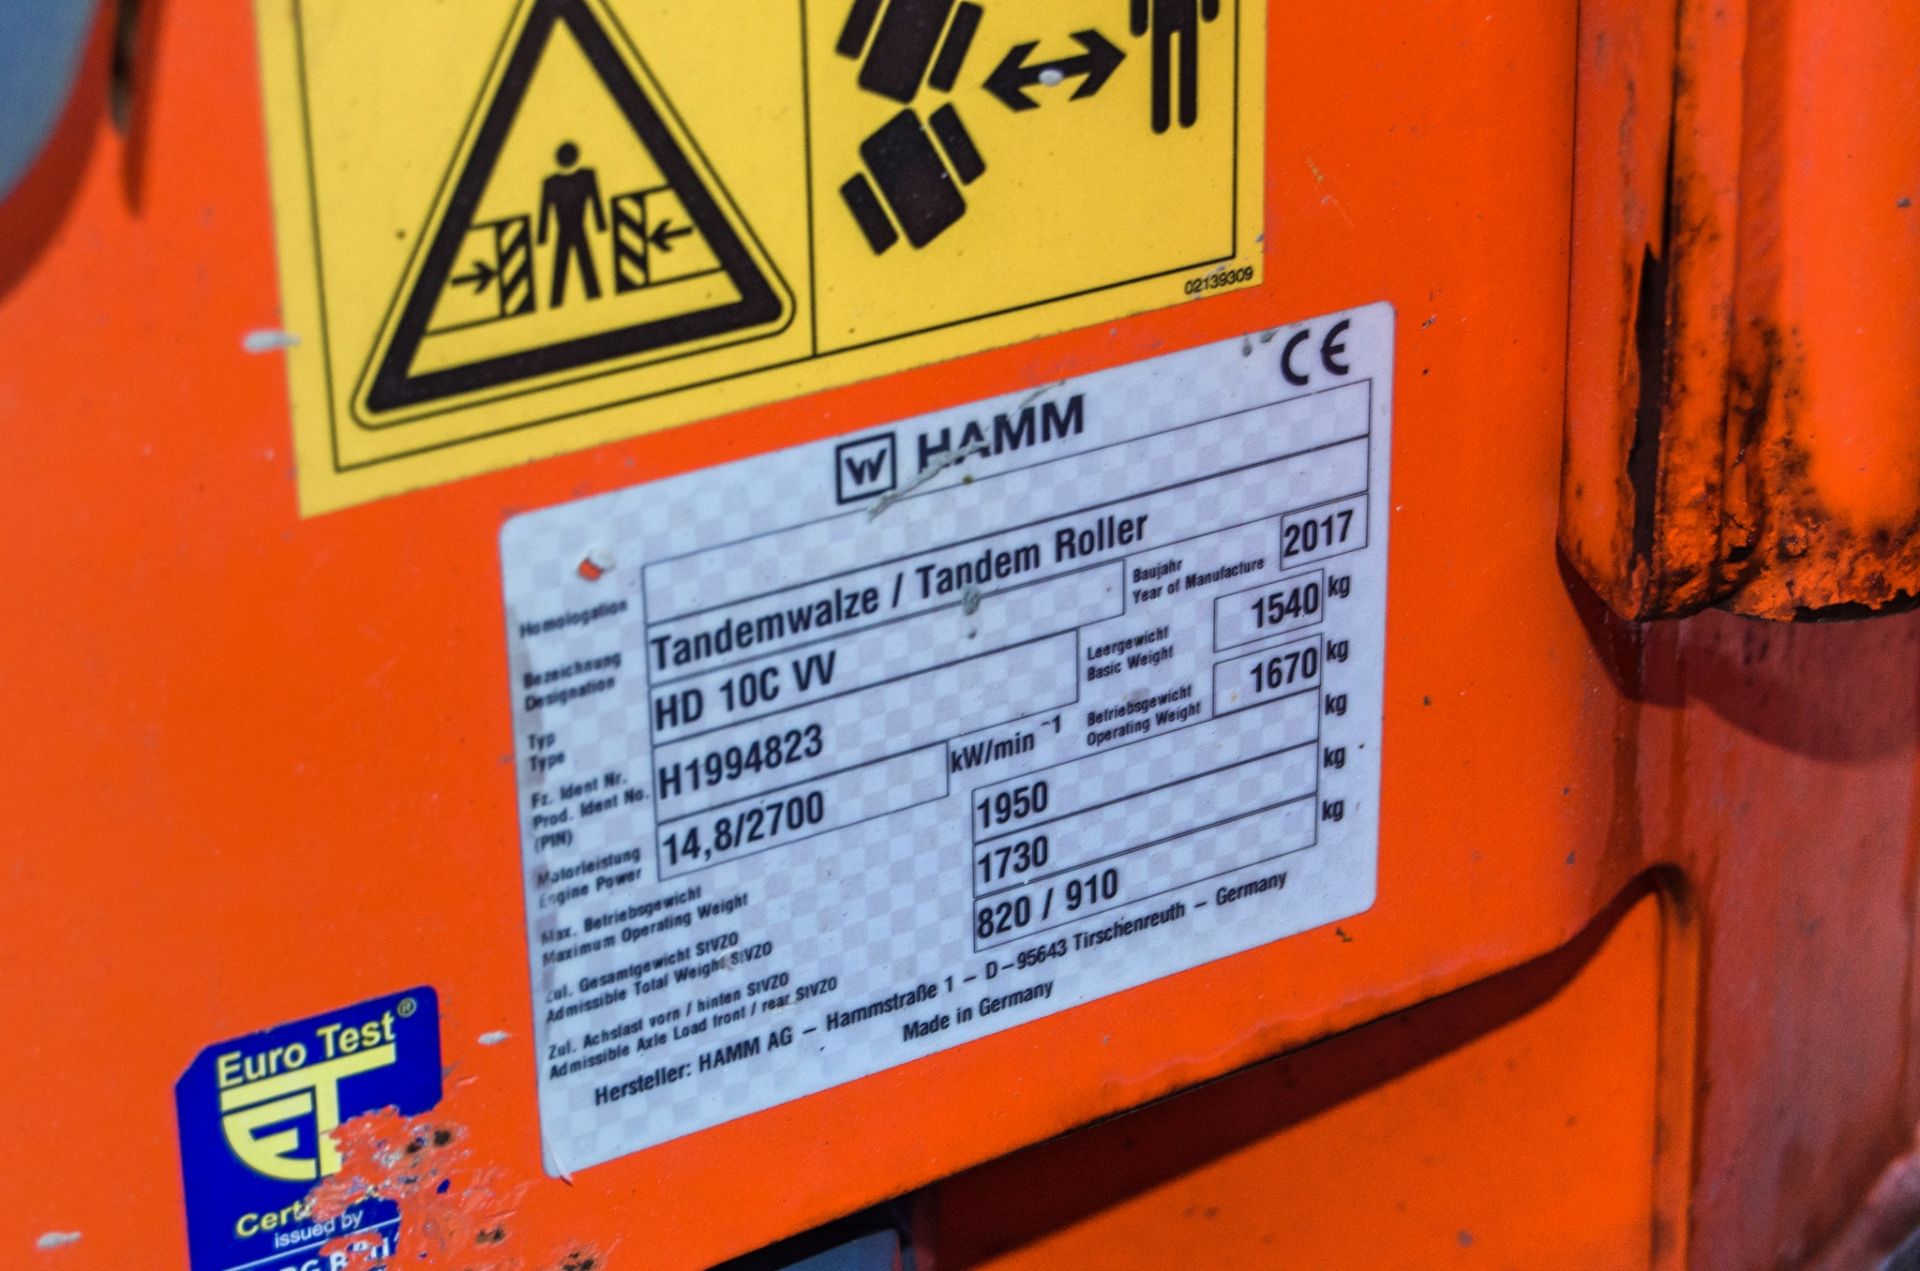 02139309
CE
HAMM
Homologation
Bezeichnung
Designation
Tandemwalze / Tandem Roller
Typ
Type
HD 10C VV
Baujahr
Year of Manufacture
2017
Fz. Ident Nr.
Prod. Ident No.
(PIN)
H1994823
Leergewicht
Basic Weight
1540 kg
Motorleistung
Engine Power
14,8/2700 kW/min⁻¹
Betriebsgewicht
Operating Weight
1670 kg
Max. Betriebsgewicht
Maximum Operating Weight
1950 kg
Zul. Gesamtgewicht StVZO
Admissible Total Weight StVZO
1730 kg
Zul. Achslast vorn / hinten StVZO
Admissible Axle Load front / rear StVZO
820 / 910 kg
Hersteller: HAMM AG – Hammstraße 1 – D–95643 Tirschenreuth – Germany
Made in Germany
Euro Test®
ET
issued by